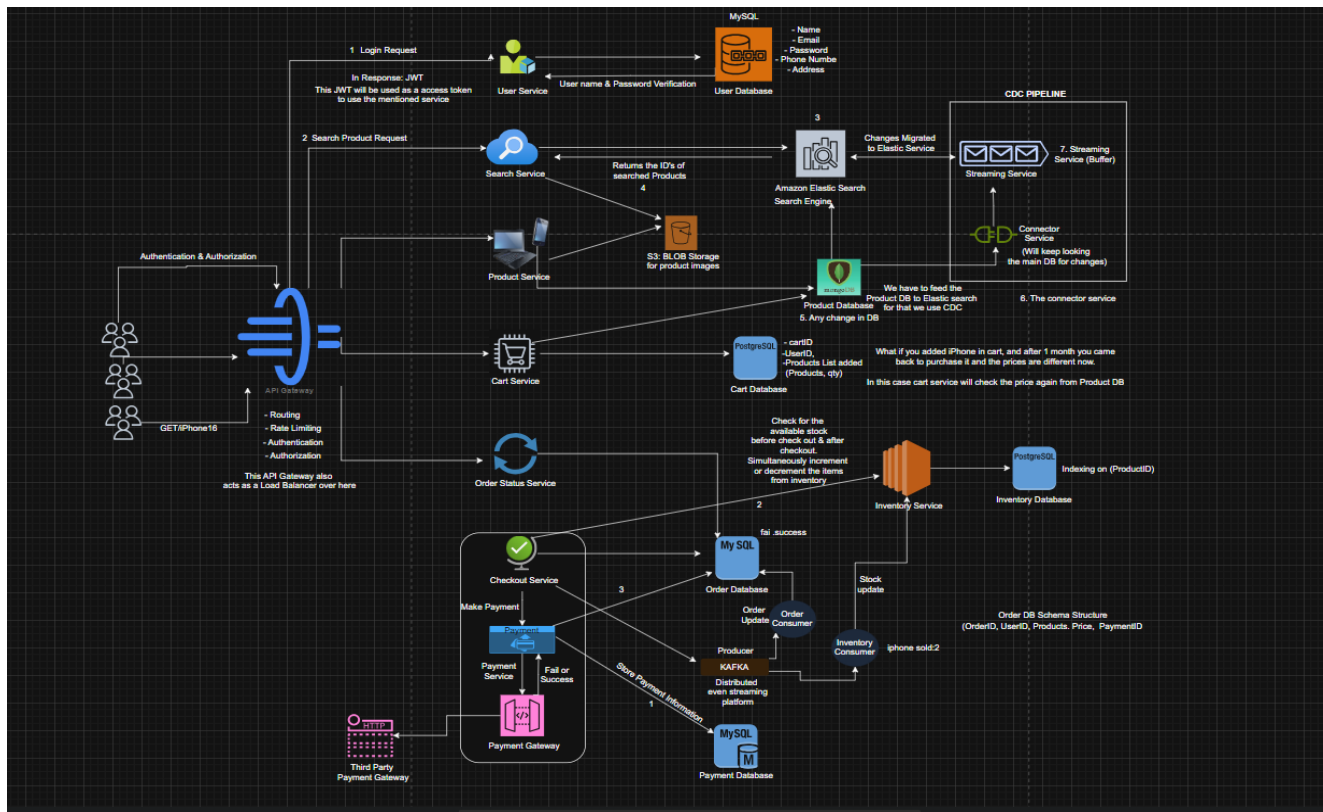 MySQL
- Name
- Email
- Password
- Phone Numbe
- Address
1 Login Request
In Response: JWT
This JWT will be used as a access token
to use the mentioned service
User Service
User name & Password Verification
User Database
CDC PIPELINE
2 Search Product Request
3
Changes Migrated
to Elastic Service
7. Streaming
Service (Buffer)
Search Service
Returns the ID's of
searched Products
4
Amazon Elastic Search
Search Engine
Streaming Service
Connector
Service
(Will keep looking
the main DB for changes)
S3: BLOB Storage
for product images
Product Service
Authentication & Authorization
mongoDB
Product Database
5. Any change in DB
We have to feed the
Product DB to Elastic search
for that we use CDC
6. The connector service
API Gateway
- Routing
- Rate Limiting
- Authentication
- Authorization
This API Gateway also
acts as a Load Balancer over here
GET/iPhone16
Cart Service
PostgreSQL
- cartID
-UserID,
-Products List added
(Products, qty)
Cart Database
What if you added iPhone in cart, and after 1 month you came
back to purchase it and the prices are different now.
In this case cart service will check the price again from Product DB
Check for the
available stock
before check out & after
checkout.
Simultaneously increment
or decrement the items
from inventory
Order Status Service
2
Inventory Service
PostgreSQL
Indexing on (ProductID)
Inventory Database
fai .success
My SQL
Order Database
Checkout Service
Make Payment
3
Payment
Payment
Service
Fail or
Success
Payment Gateway
HTTP
Third Party
Payment Gateway
Order
Update
Order
Consumer
Stock
update
Inventory
Consumer
iphone sold:2
Order DB Schema Structure
(OrderID, UserID, Products. Price, PaymentID
Producer
KAFKA
Distributed
even streaming
platform
Store Payment Information
1
MySQL
M
Payment Database